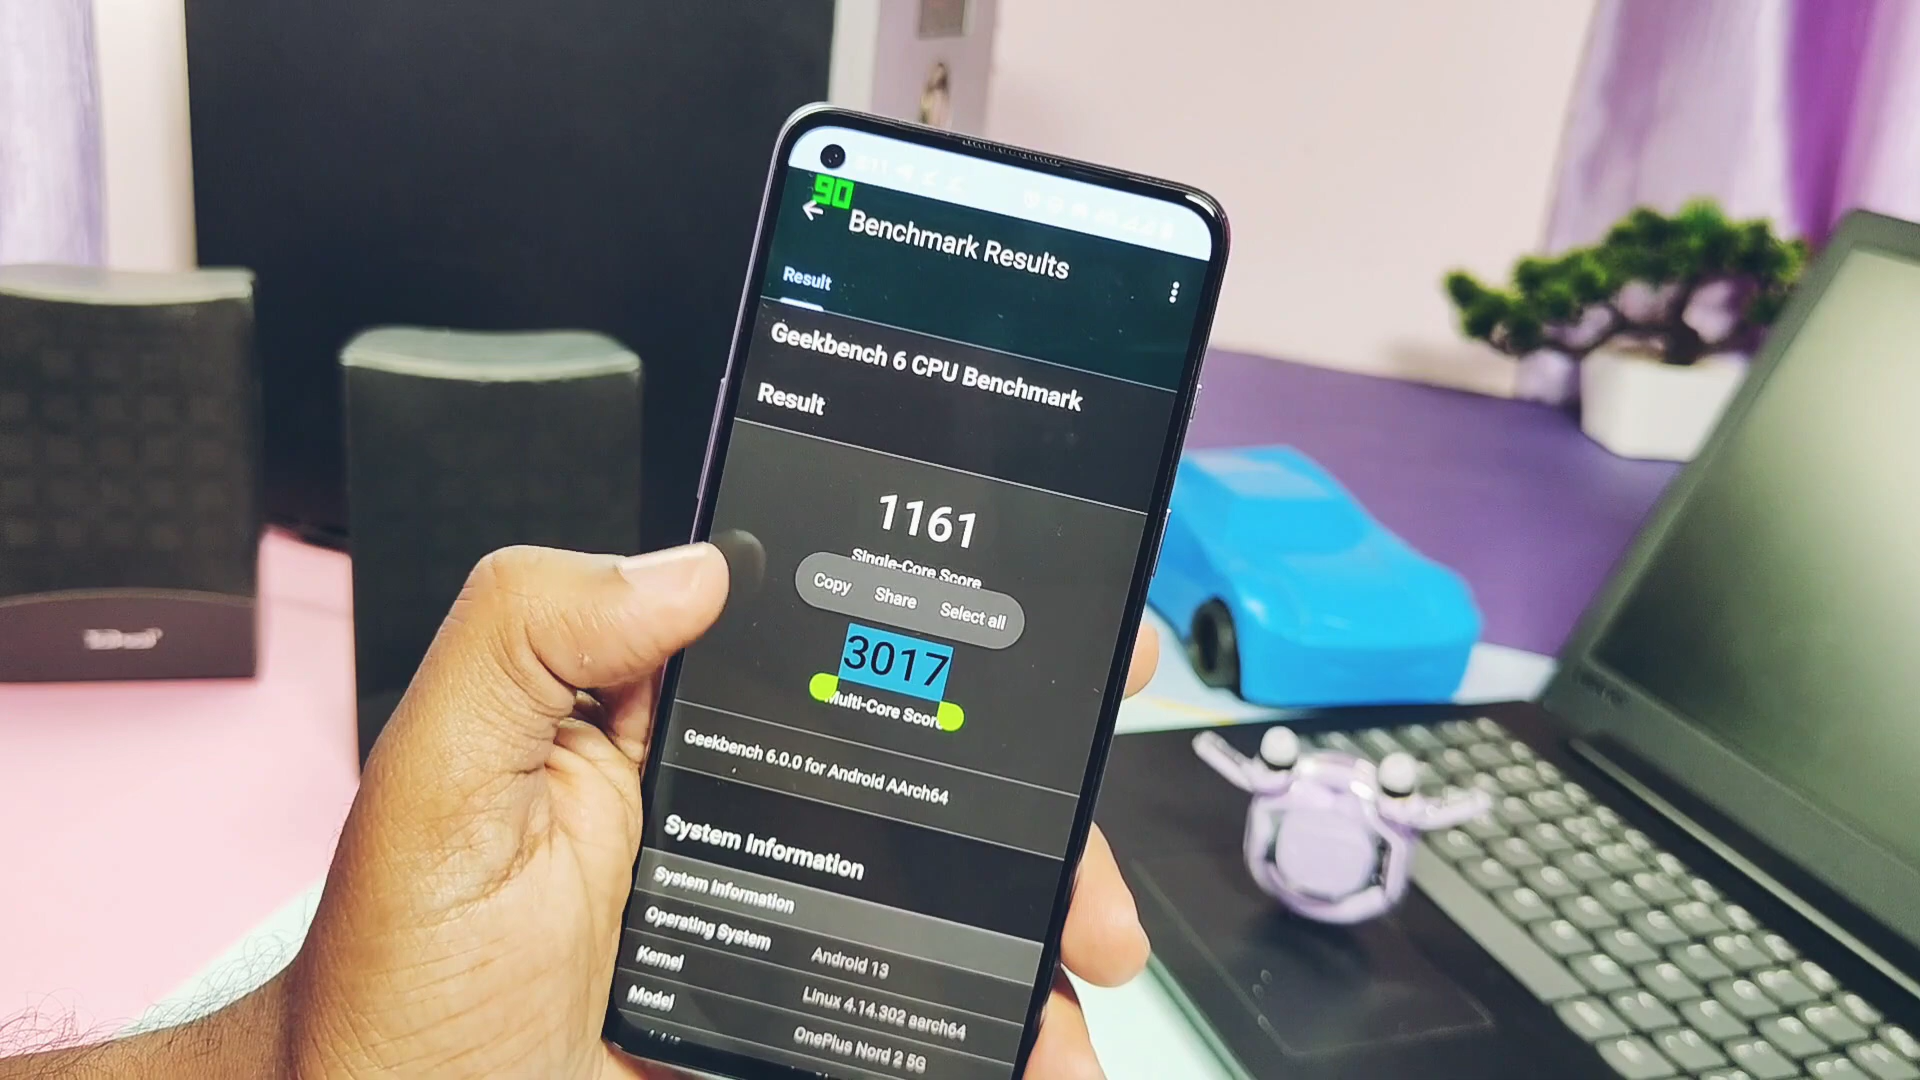 90
Benchmark Results
Result
Geekbench 6 CPU Benchmark
Result
1161
Single-Core Score
Copy Share Select all
3017
Multi-Core Score
Geekbench 6.0.0 for Android AArch64
System Information
System Information
Operating System Android 13
Kernel Linux 4.14.302 aarch64
Model OnePlus Nord 2 5G